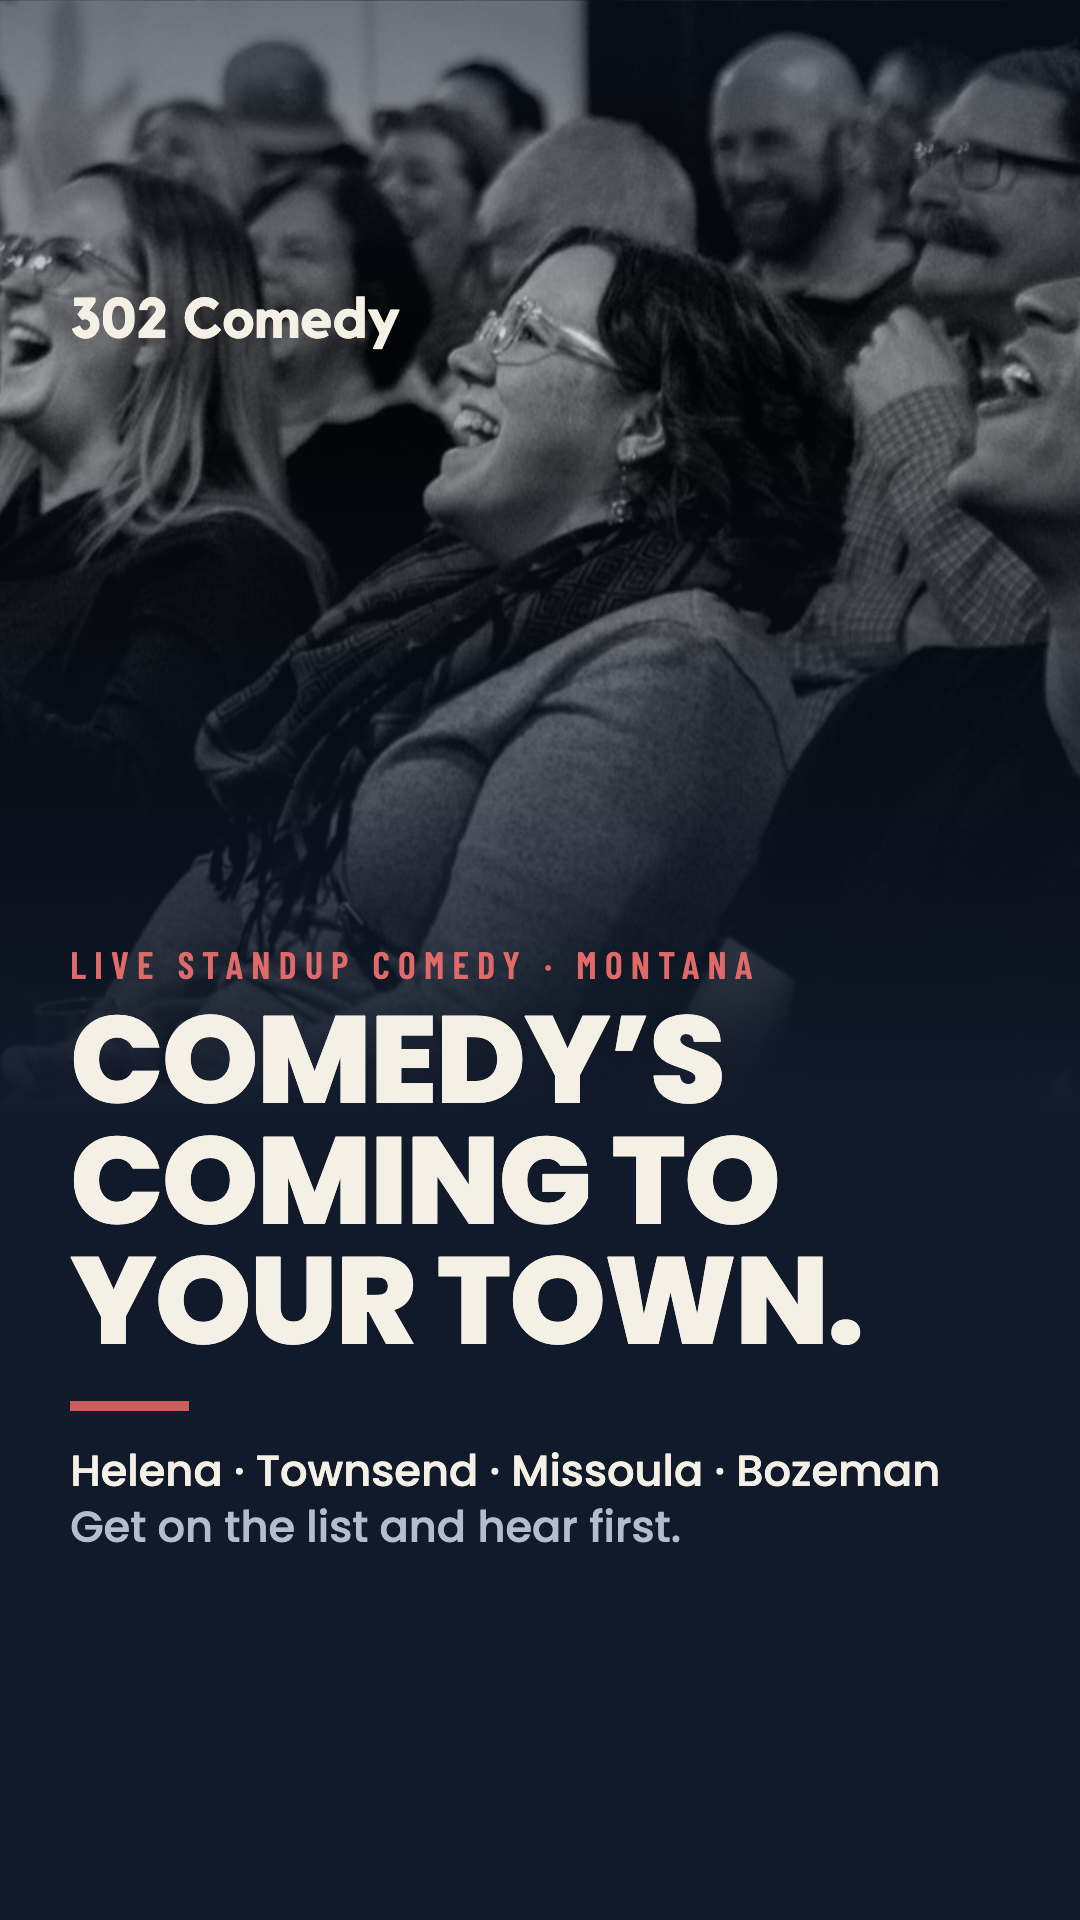 302 Comedy
LIVE STANDUP COMEDY · MONTANA
COMEDY’S
COMING TO
YOUR TOWN.
Helena · Townsend · Missoula · Bozeman
Get on the list and hear first.